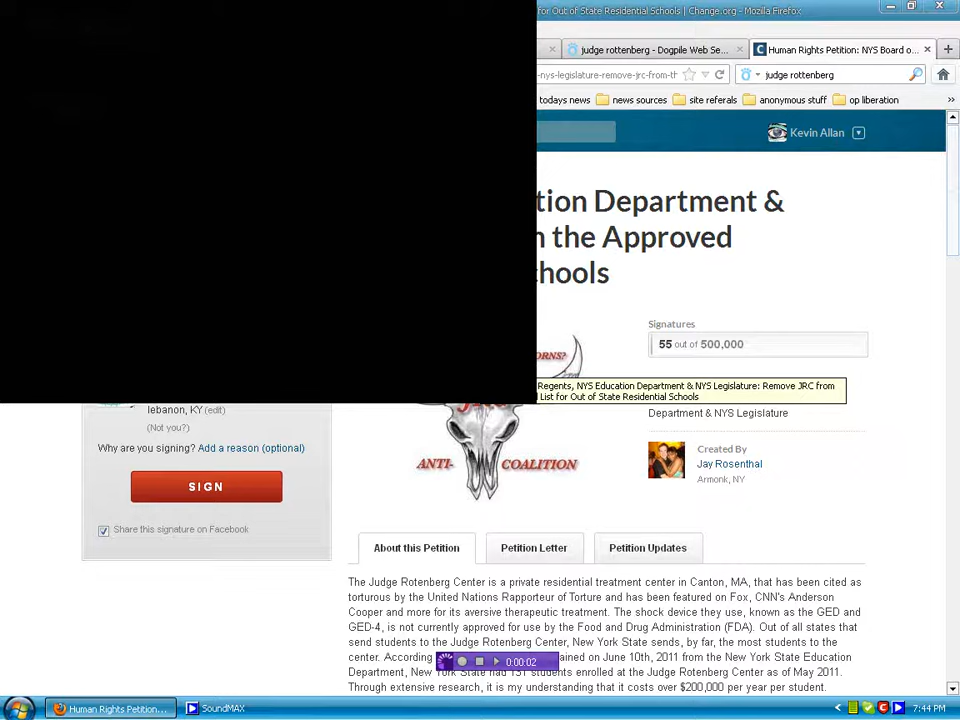 for Out of State Residential Schools | Change.org - Mozilla Firefox
judge rottenberg - Dogpile Web Se...
Human Rights Petition: NYS Board o...
-nys-legislature-remove-jrc-from-th
judge rottenberg
todays news
news sources
site referals
anonymous stuff
op liberation
Kevin Allan
tion Department &
n the Approved
chools
Signatures
55 out of 500,000
ORNS?
Regents, NYS Education Department & NYS Legislature: Remove JRC from
List for Out of State Residential Schools
Department & NYS Legislature
lebanon, KY (edit)
(Not you?)
Why are you signing? Add a reason (optional)
SIGN
Share this signature on Facebook
ANTI-
COALITION
Created By
Jay Rosenthal
Armonk, NY
About this Petition
Petition Letter
Petition Updates
The Judge Rotenberg Center is a private residential treatment center in Canton, MA, that has been cited as
torturous by the United Nations Rapporteur of Torture and has been featured on Fox, CNN's Anderson
Cooper and more for its aversive therapeutic treatment. The shock device they use, known as the GED and
GED-4, is not currently approved for use by the Food and Drug Administration (FDA). Out of all states that
send students to the Judge Rotenberg Center, New York State sends, by far, the most students to the
center. According ained on June 10th, 2011 from the New York State Education
Department, New York State had 151 students enrolled at the Judge Rotenberg Center as of May 2011.
Through extensive research, it is my understanding that it costs over $200,000 per year per student.
0:00:02
Human Rights Petition...
SoundMAX
7:44 PM